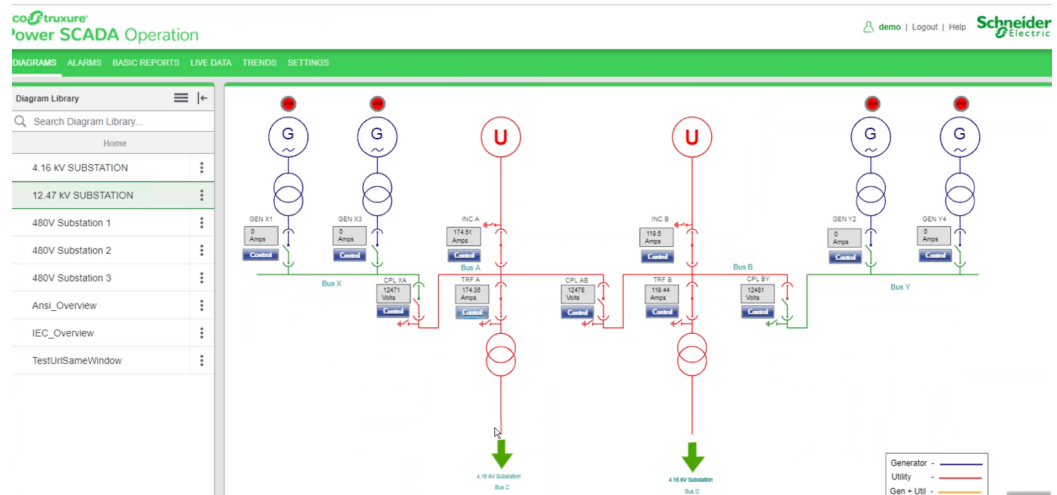 coStruxure
Power SCADA Operation
demo | Logout | Help
Schneider
Electric
DIAGRAMS ALARMS BASIC REPORTS LIVE DATA TRENDS SETTINGS
Diagram Library
Search Diagram Library...
Home
4.16 kV SUBSTATION
12.47 kV SUBSTATION
480V Substation 1
480V Substation 2
480V Substation 3
Ansi_Overview
IEC_Overview
TestUrlSameWindow
G G U U G G
GEN X1 GEN X3 INC A INC B GEN Y2 GEN Y4
0 Amps
Control
0 Amps
Control
174.51 Amps
Control
119.5 Amps
Control
0 Amps
Control
0 Amps
Control
Bus X Bus A Bus B Bus Y
CPL XA TRF A CPL AB TRF B CPL BY
12471 Volts
Control
174.35 Amps
Control
12478 Volts
Control
119.44 Amps
Control
12481 Volts
Control
4.16 kV Substation
Bus C
4.16 kV Substation
Bus D
Generator -
Utility -
Gen + Util -